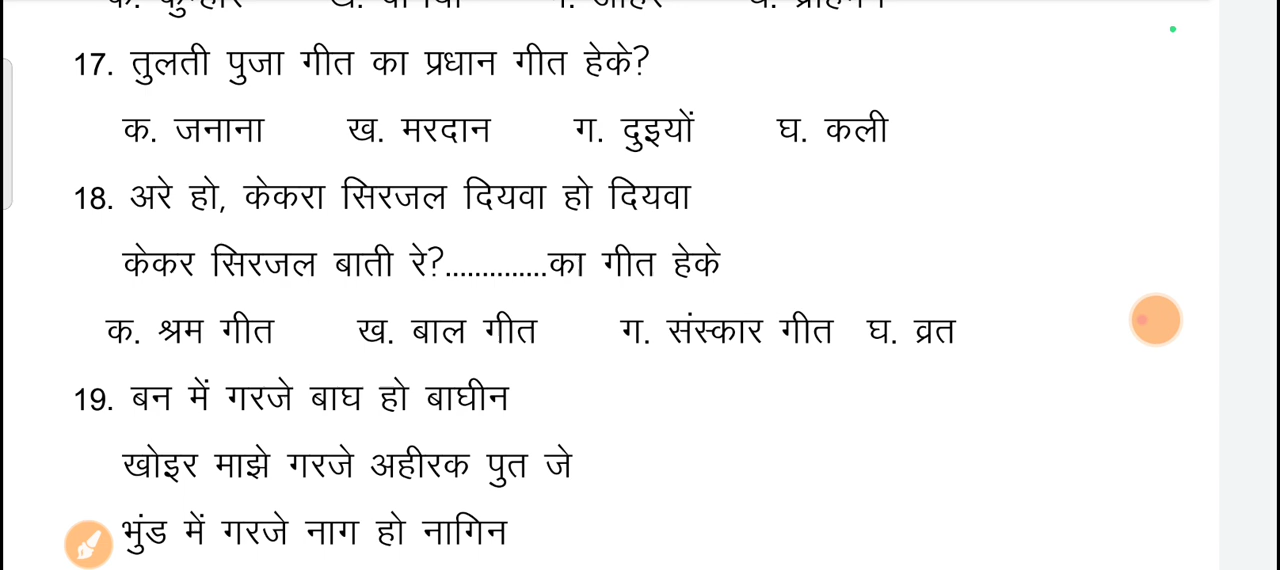 17. तुलती पुजा गीत का प्रधान गीत हेके?
क. जनाना ख. मरदान ग. दुइयों घ. कली
18. अरे हो, केकरा सिरजल दियवा हो दियवा
केकर सिरजल बाती रे?..............का गीत हेके
क. श्रम गीत ख. बाल गीत ग. संस्कार गीत घ. व्रत
19. बन में गरजे बाघ हो बाघीन
खोइर माझे गरजे अहीरक पुत जे
भुंड में गरजे नाग हो नागिन